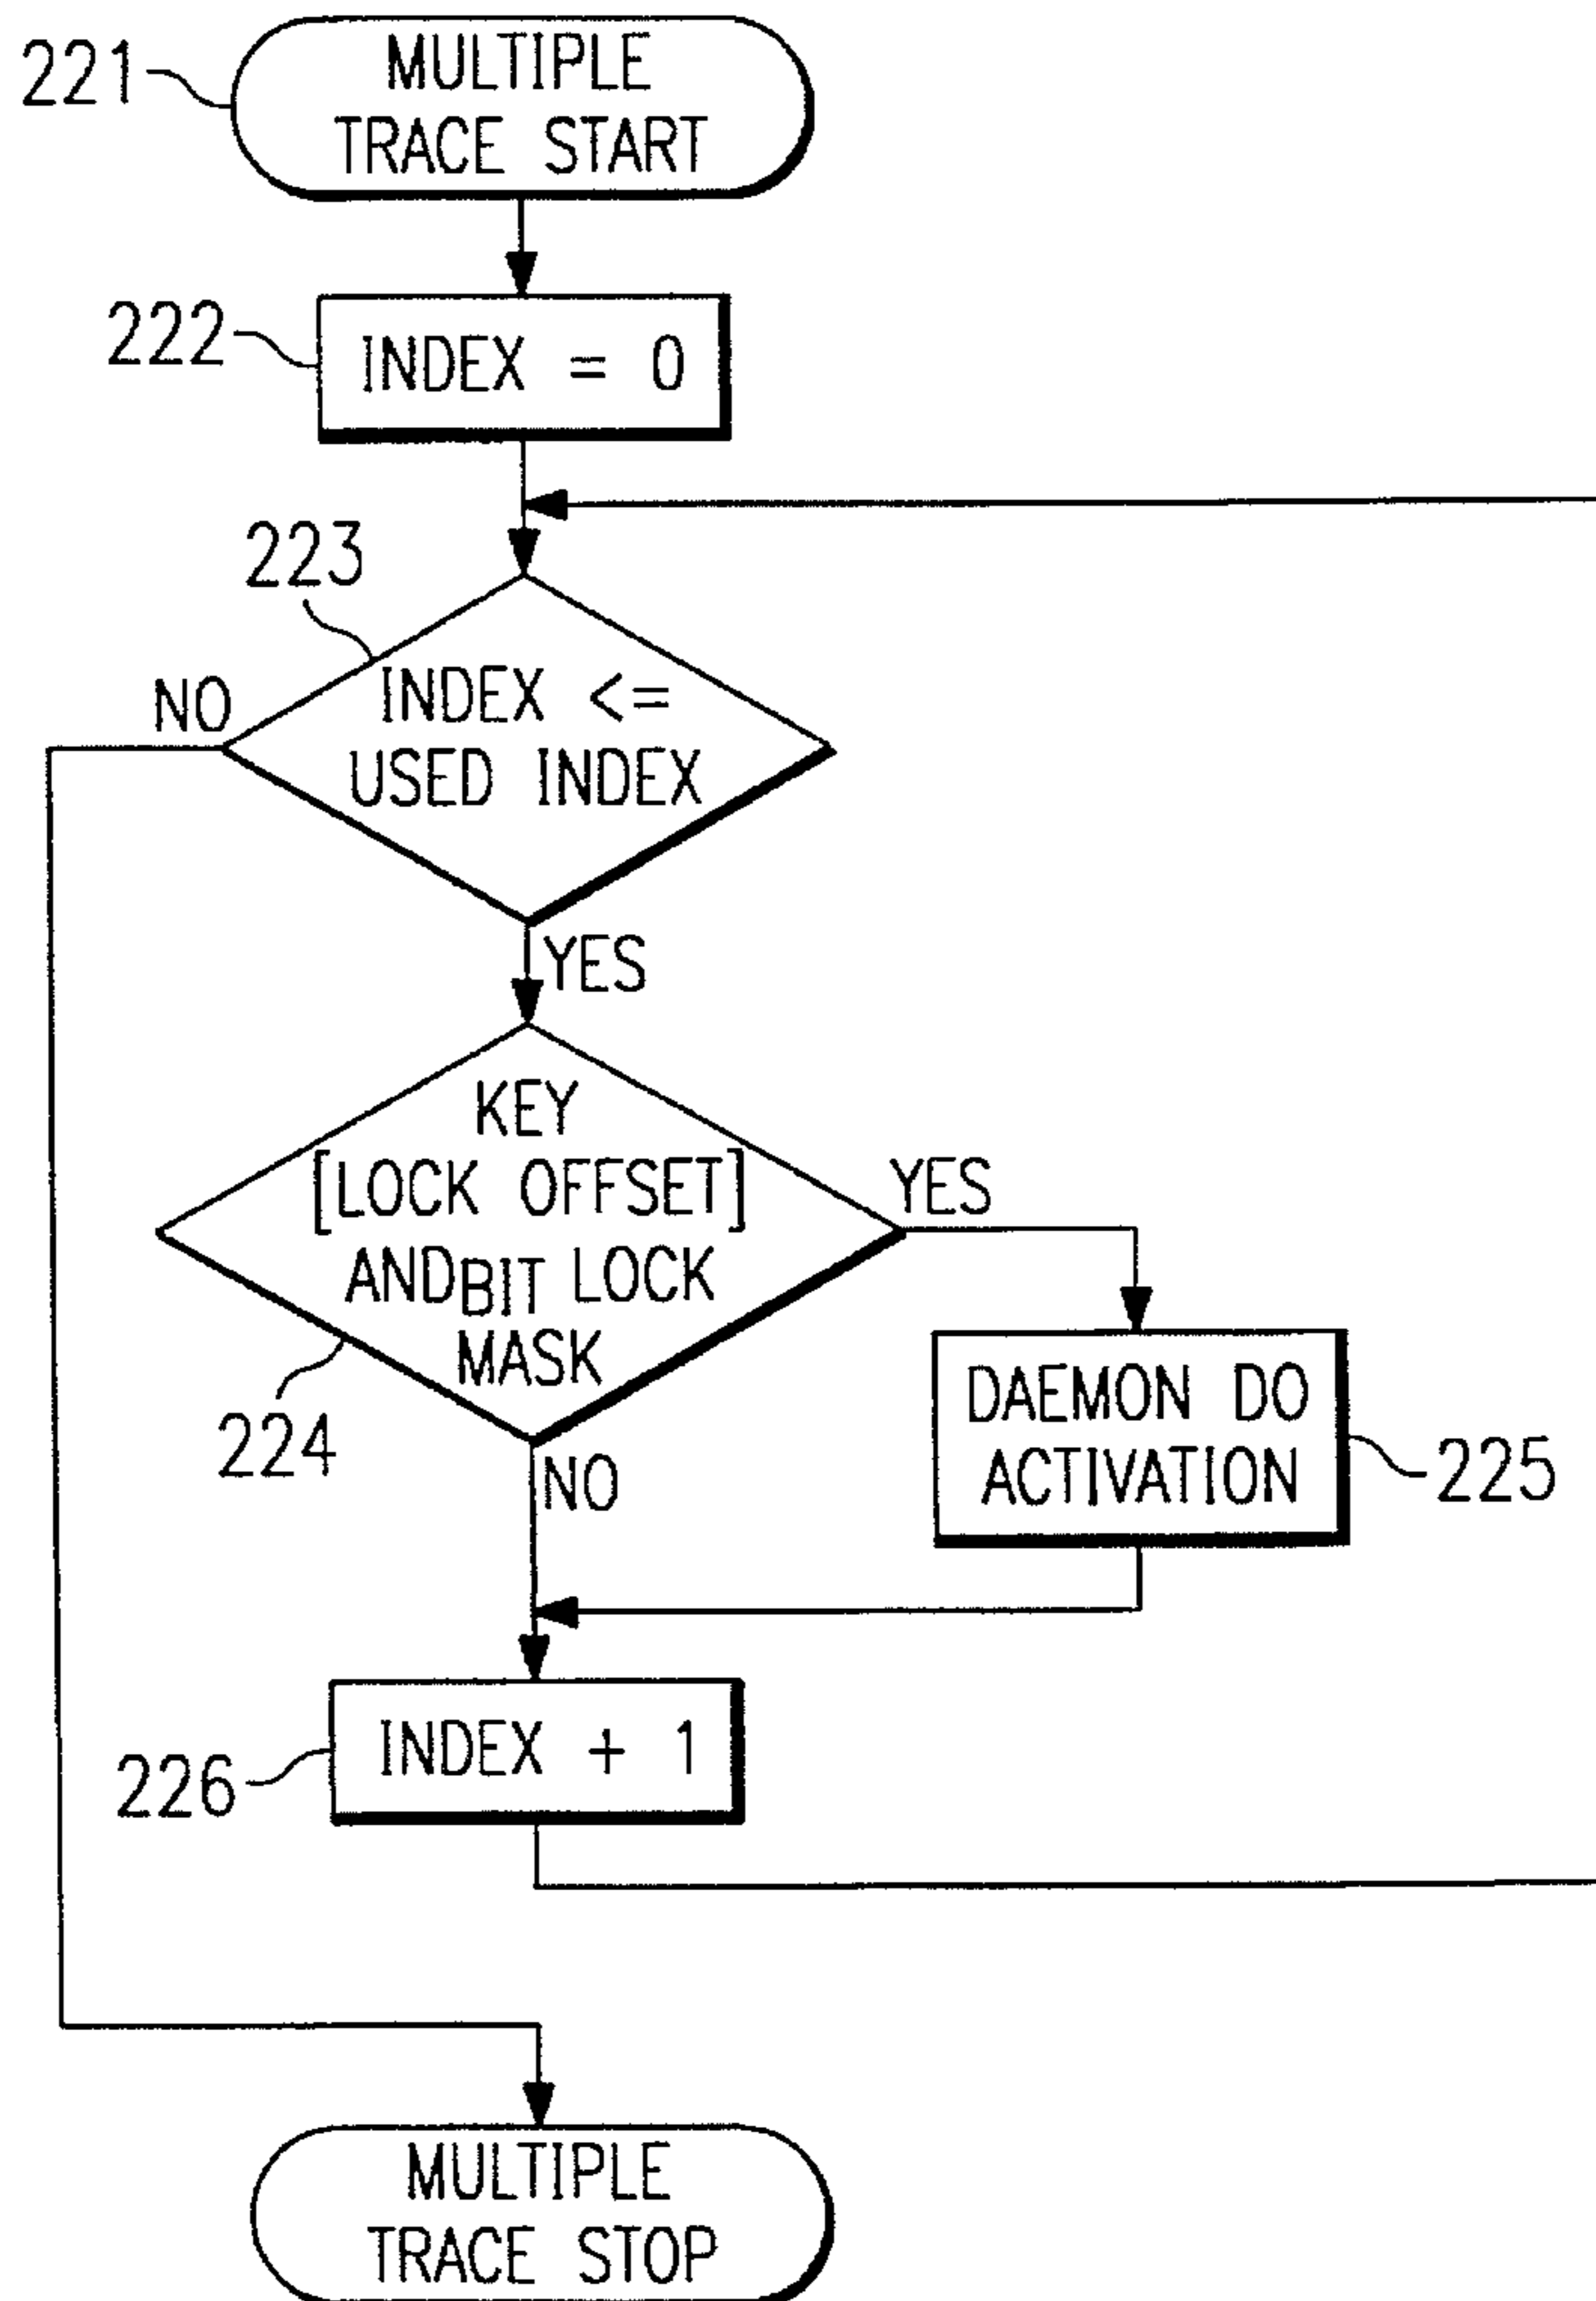 221
MULTIPLE
TRACE START
222
INDEX = 0
223
NO
INDEX <=
USED INDEX
YES
KEY
[LOCK OFFSET]
YES
ANDBIT LOCK
MASK
224
NO
DAEMON DO
ACTIVATION
225
INDEX + 1
226
MULTIPLE
TRACE STOP